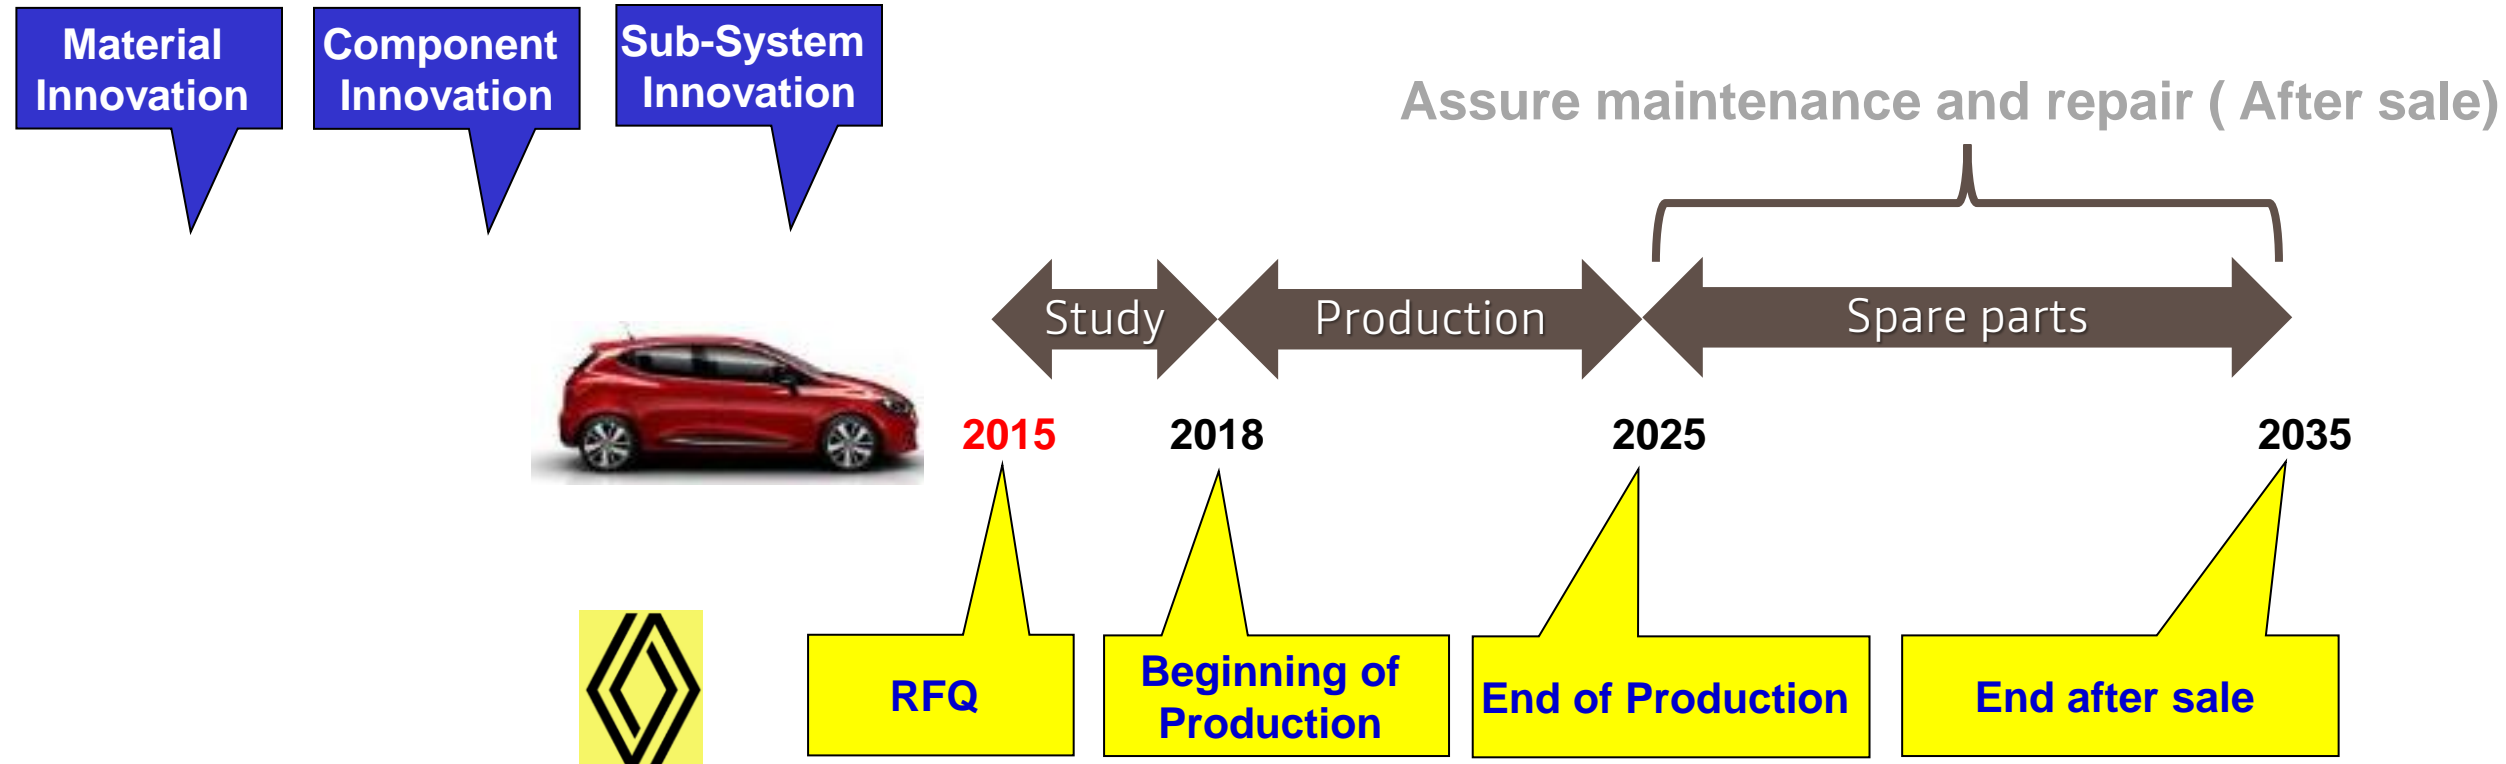 Material
Innovation
Component
Innovation
Sub-System
Innovation
Assure maintenance and repair ( After sale)
Study
Production
Spare parts
2015
2018
2025
2035
RFQ
Beginning of
Production
End of Production
End after sale